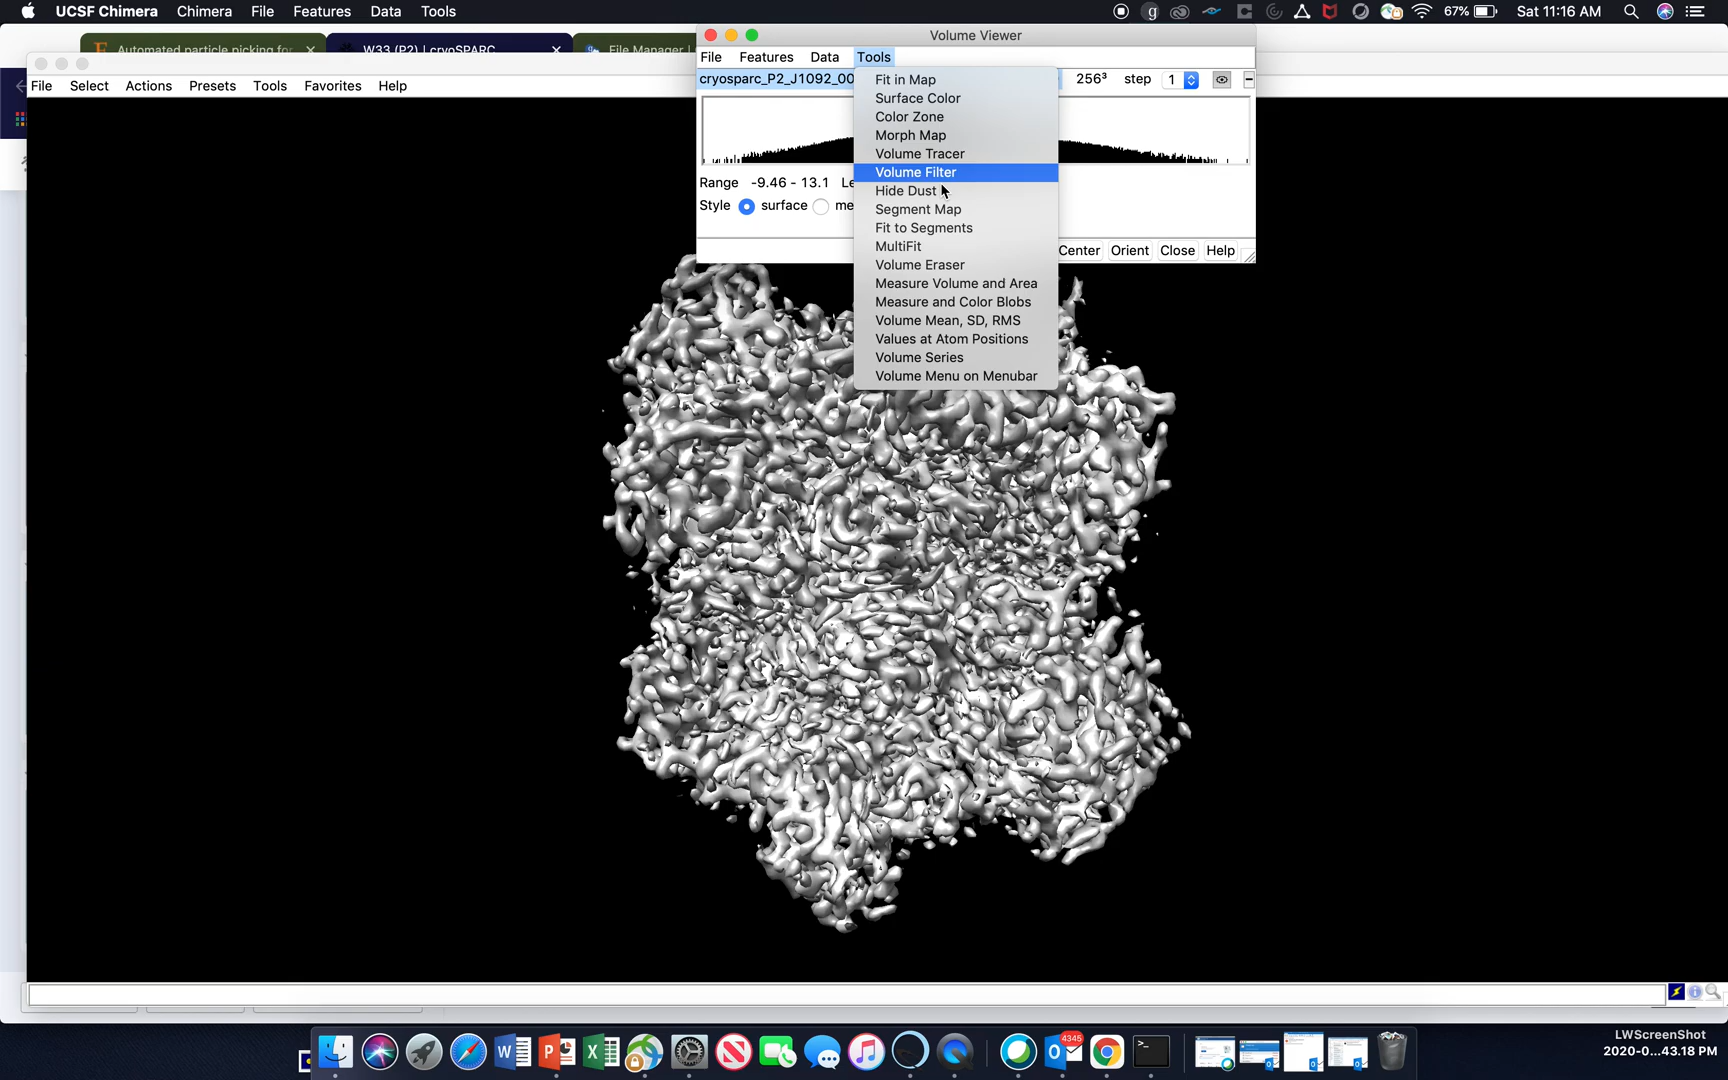 UCSF Chimera Chimera File Features Data Tools 67% Sat 11:16 AM
Automated particle picking for W33 (P2) | cryoSPARC File Manager |
Volume Viewer
File Select Actions Presets Tools Favorites Help
File Features Data Tools
cryosparc_P2_J1092_00 256³ step 1
Fit in Map
Surface Color
Color Zone
Morph Map
Volume Tracer
Volume Filter
Hide Dust
Segment Map
Fit to Segments
MultiFit
Volume Eraser
Measure Volume and Area
Measure and Color Blobs
Volume Mean, SD, RMS
Values at Atom Positions
Volume Series
Volume Menu on Menubar
Range -9.46 - 13.1 Le
Style surface me
Center Orient Close Help
4345
LWScreenShot
2020-0...43.18 PM